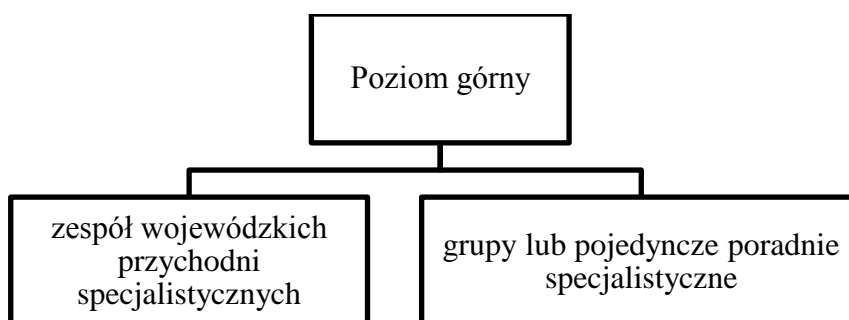 Poziom górny
zespół wojewódzkich
przychodni
specjalistycznych
grupy lub pojedyncze poradnie
specjalistyczne